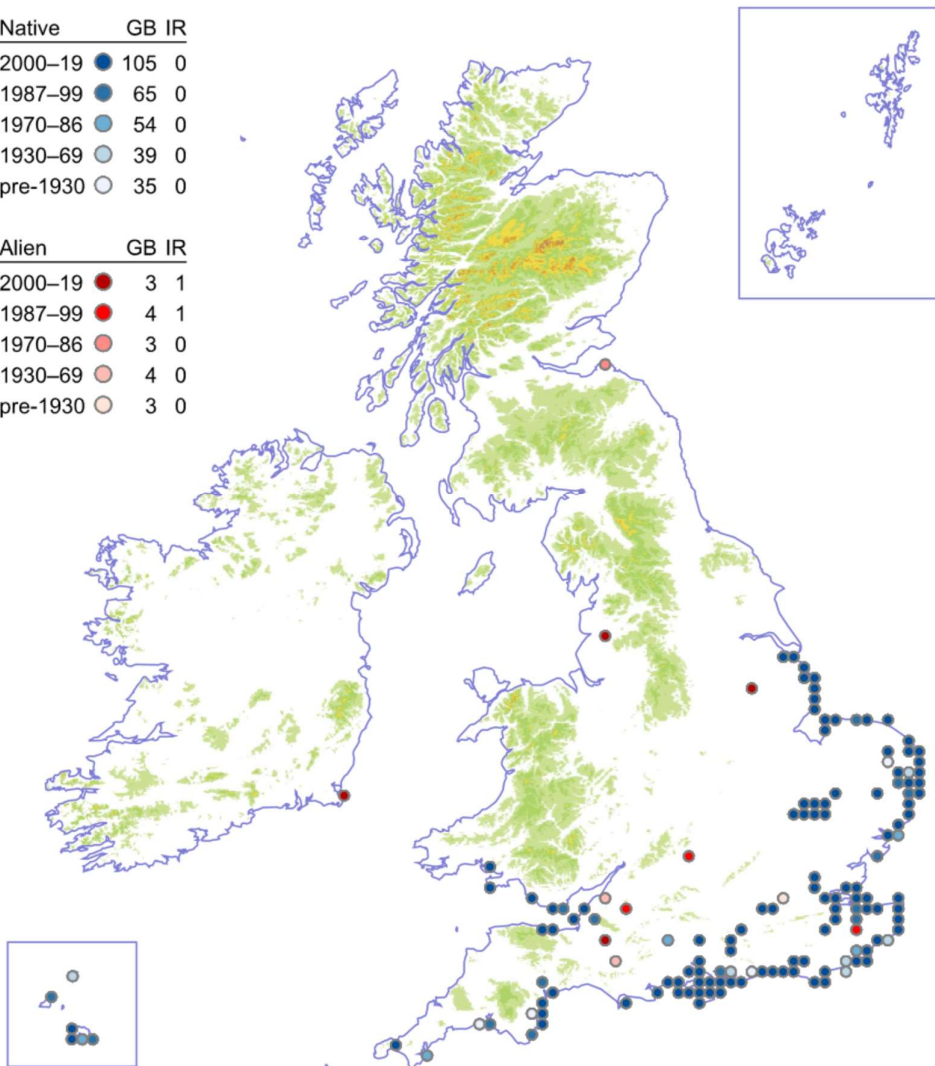 Native GB IR
2000–19 105 0
1987–99 65 0
1970–86 54 0
1930–69 39 0
pre-1930 35 0
Alien GB IR
2000–19 3 1
1987–99 4 1
1970–86 3 0
1930–69 4 0
pre-1930 3 0